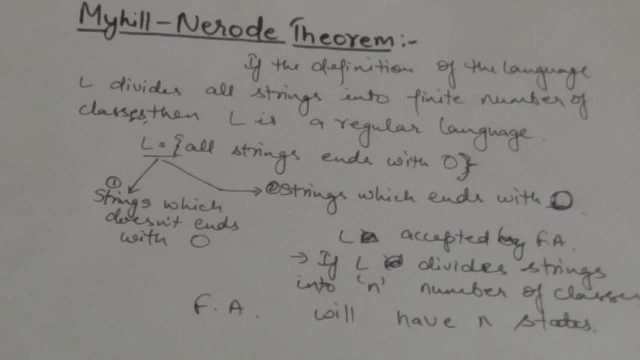 Myhill-Nerode Theorem:-
If the definition of the language
L divides all strings into finite number of
classes, then L is a regular language.
L = {all strings ends with 0}
① Strings which
doesn't ends
with 0
② Strings which ends with 0
L accepted by F.A.
→ If L divides strings
into 'n' number of classes
F.A. will have n states.